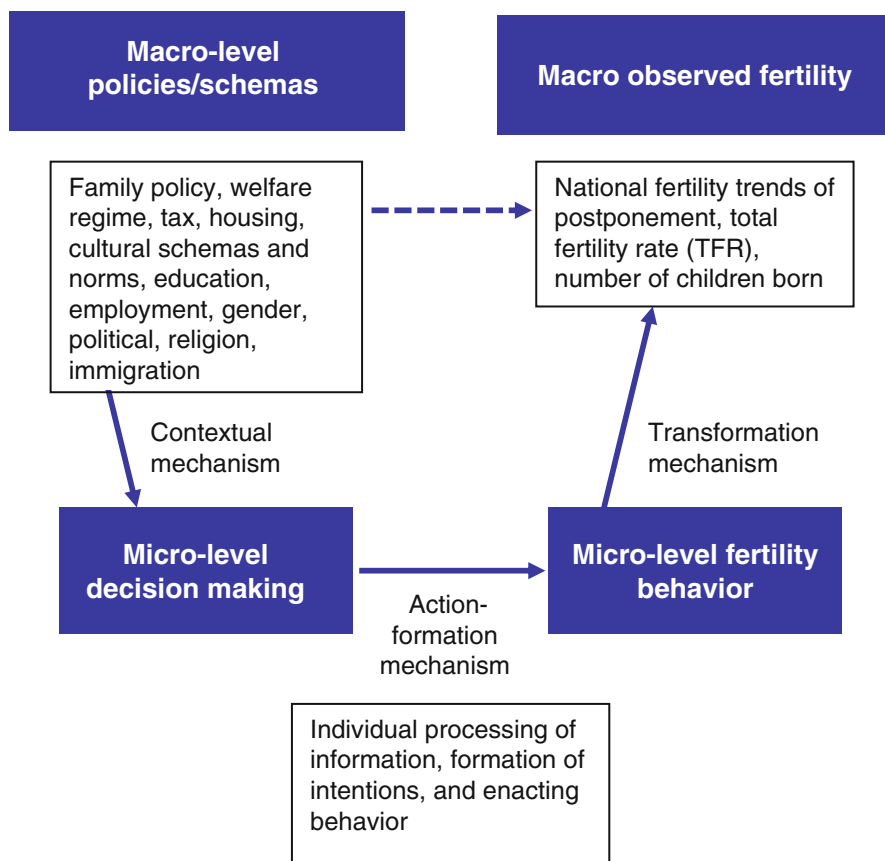 Macro-level
policies/schemas
Macro observed fertility
Family policy, welfare
regime, tax, housing,
cultural schemas and
norms, education,
employment, gender,
political, religion,
immigration
National fertility trends of
postponement, total
fertility rate (TFR),
number of children born
Contextual
mechanism
Transformation
mechanism
Micro-level
decision making
Micro-level fertility
behavior
Action-
formation
mechanism
Individual processing of
information, formation of
intentions, and enacting
behavior